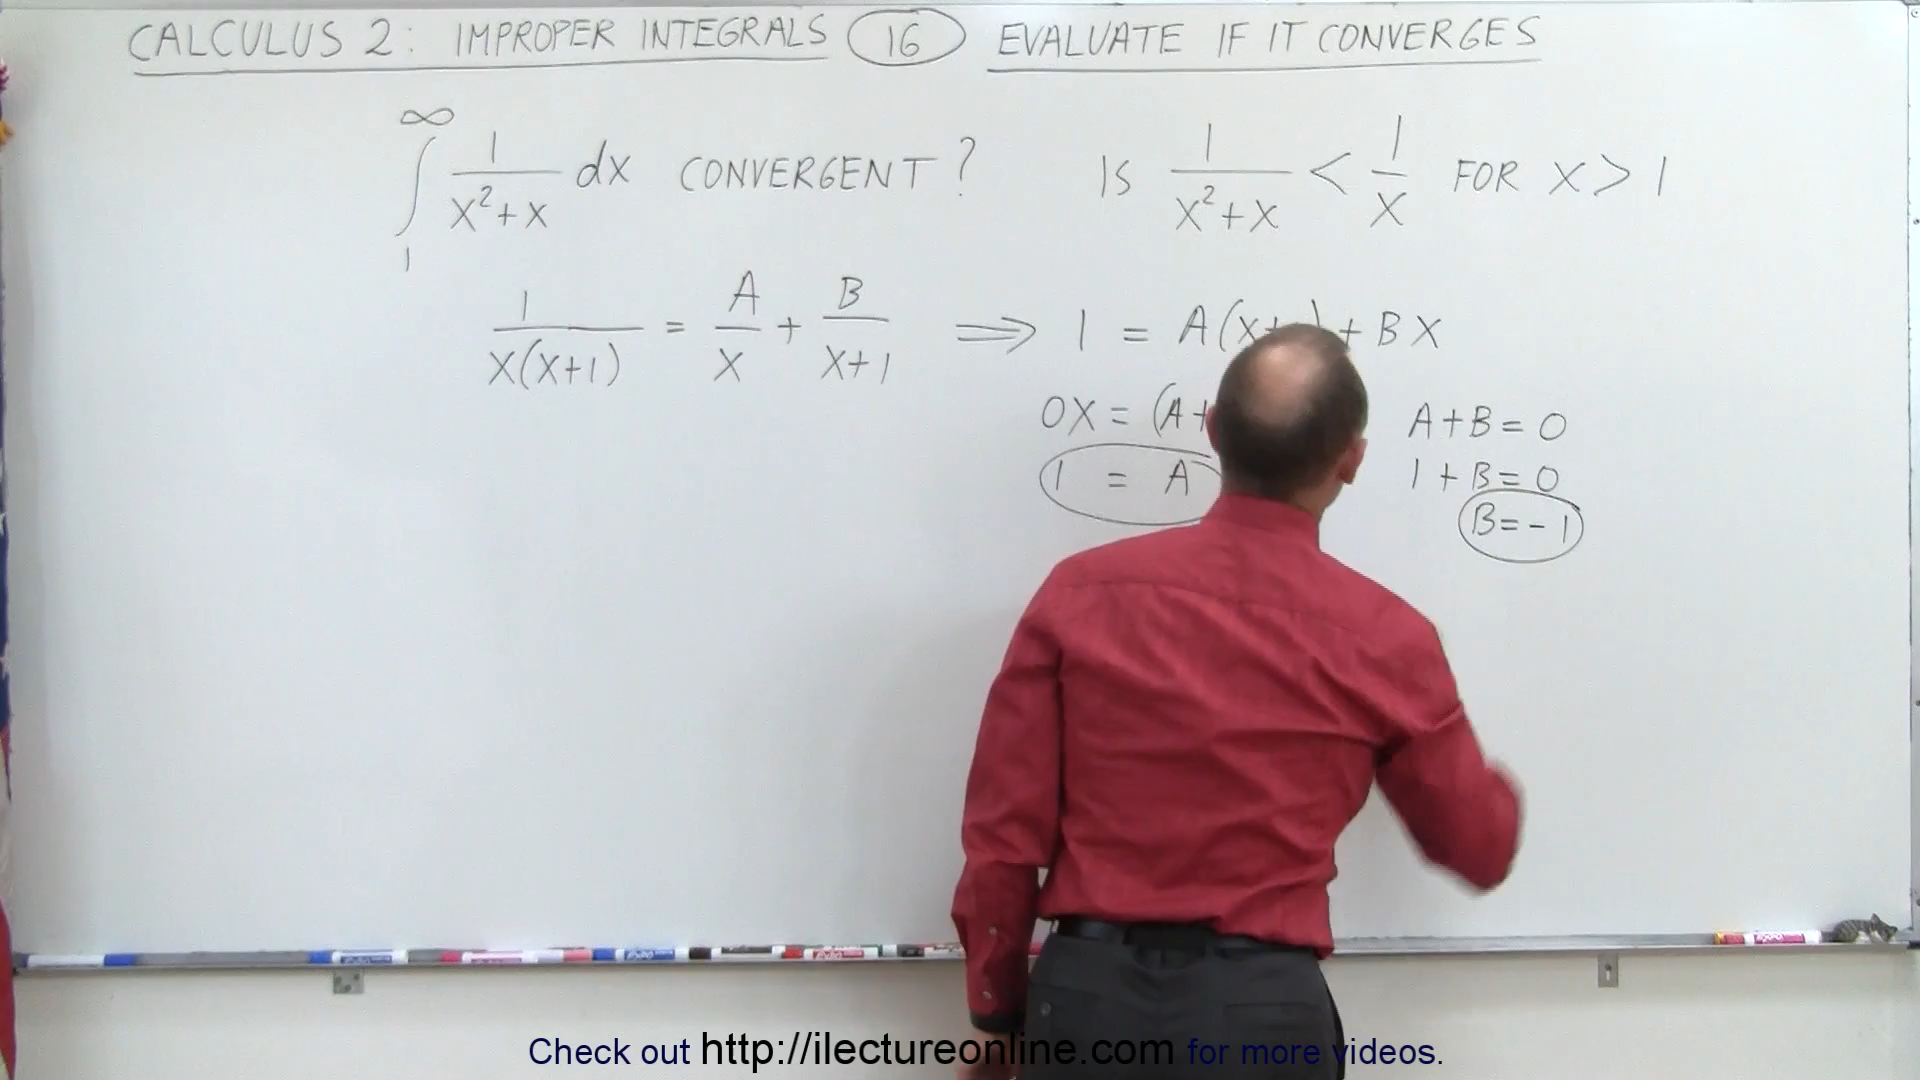 CALCULUS 2: IMPROPER INTEGRALS 16 EVALUATE IF IT CONVERGES
∫₁^∞ 1/(x²+x) dx CONVERGENT? IS 1/(x²+x) < 1/x FOR x > 1
1/(x(x+1)) = A/x + B/(x+1) ⟹ 1 = A(x+ ) + Bx
0x = (A+ A+B=0
1 = A 1+B=0
B=-1
Check out http://ilectureonline.com for more videos.